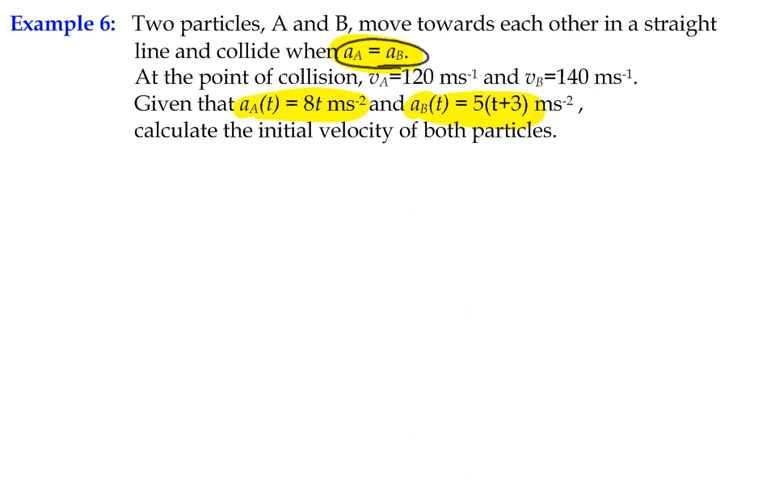 Example 6: Two particles, A and B, move towards each other in a straight
line and collide when aA = aB.
At the point of collision, vA=120 ms-1 and vB=140 ms-1.
Given that aA(t) = 8t ms-2 and aB(t) = 5(t+3) ms-2 ,
calculate the initial velocity of both particles.